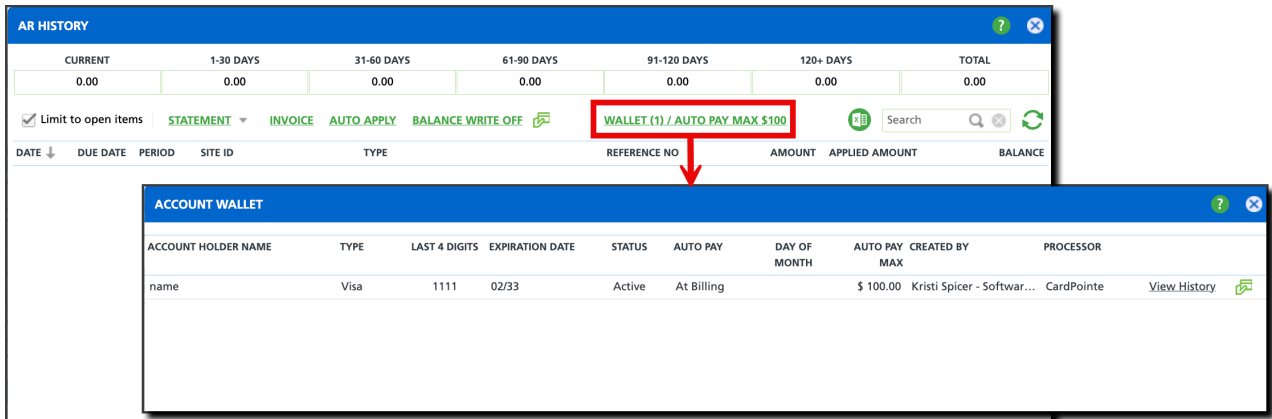 AR HISTORY
CURRENT 1-30 DAYS 31-60 DAYS 61-90 DAYS 91-120 DAYS 120+ DAYS TOTAL
0.00 0.00 0.00 0.00 0.00 0.00 0.00
Limit to open items STATEMENT INVOICE AUTO APPLY BALANCE WRITE OFF WALLET (1) / AUTO PAY MAX $100 Search
DATE DUE DATE PERIOD SITE ID TYPE REFERENCE NO AMOUNT APPLIED AMOUNT BALANCE
ACCOUNT WALLET
ACCOUNT HOLDER NAME TYPE LAST 4 DIGITS EXPIRATION DATE STATUS AUTO PAY DAY OF MONTH AUTO PAY MAX CREATED BY PROCESSOR
name Visa 1111 02/33 Active At Billing $ 100.00 Kristi Spicer - Softwar... CardPointe View History